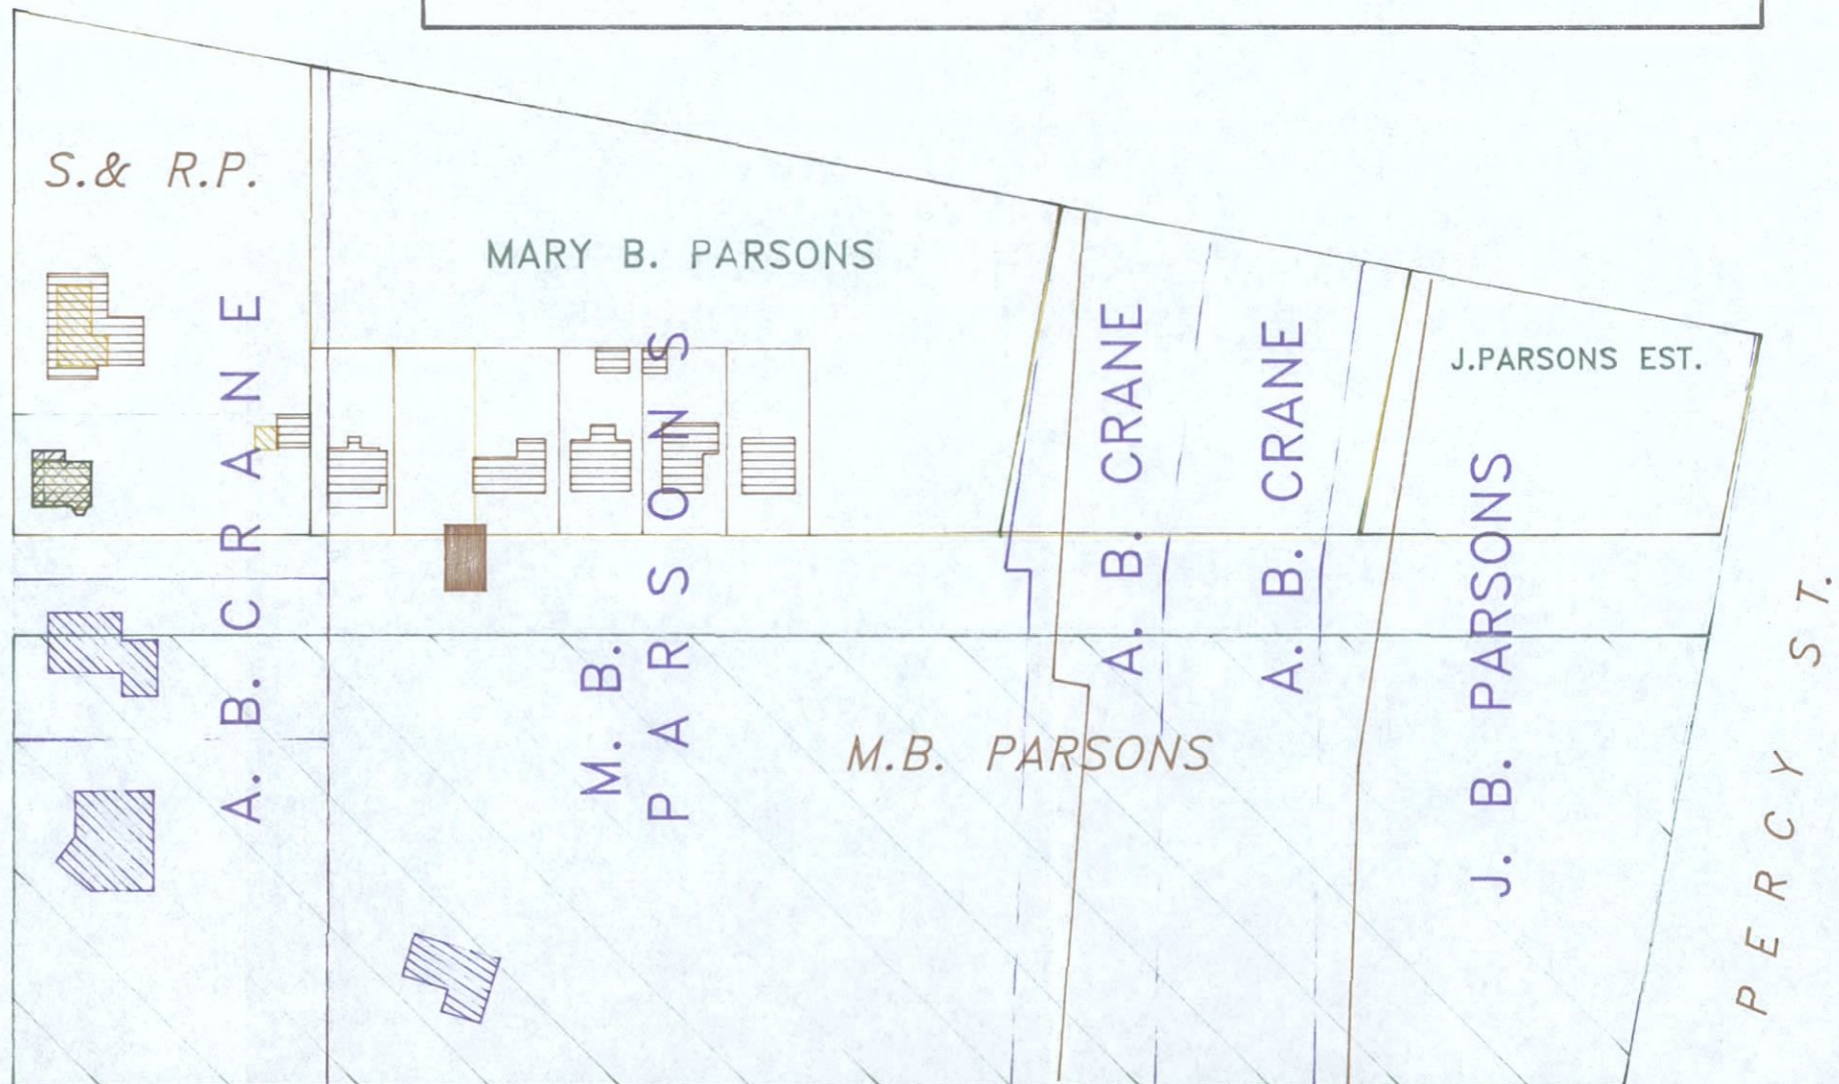 S.& R.P.
MARY B. PARSONS
J.PARSONS EST.
A. B. CRANE
M. B.
PARSONS
A. B. CRANE
A. B. CRANE
J. B. PARSONS
M.B. PARSONS
PERCY ST.